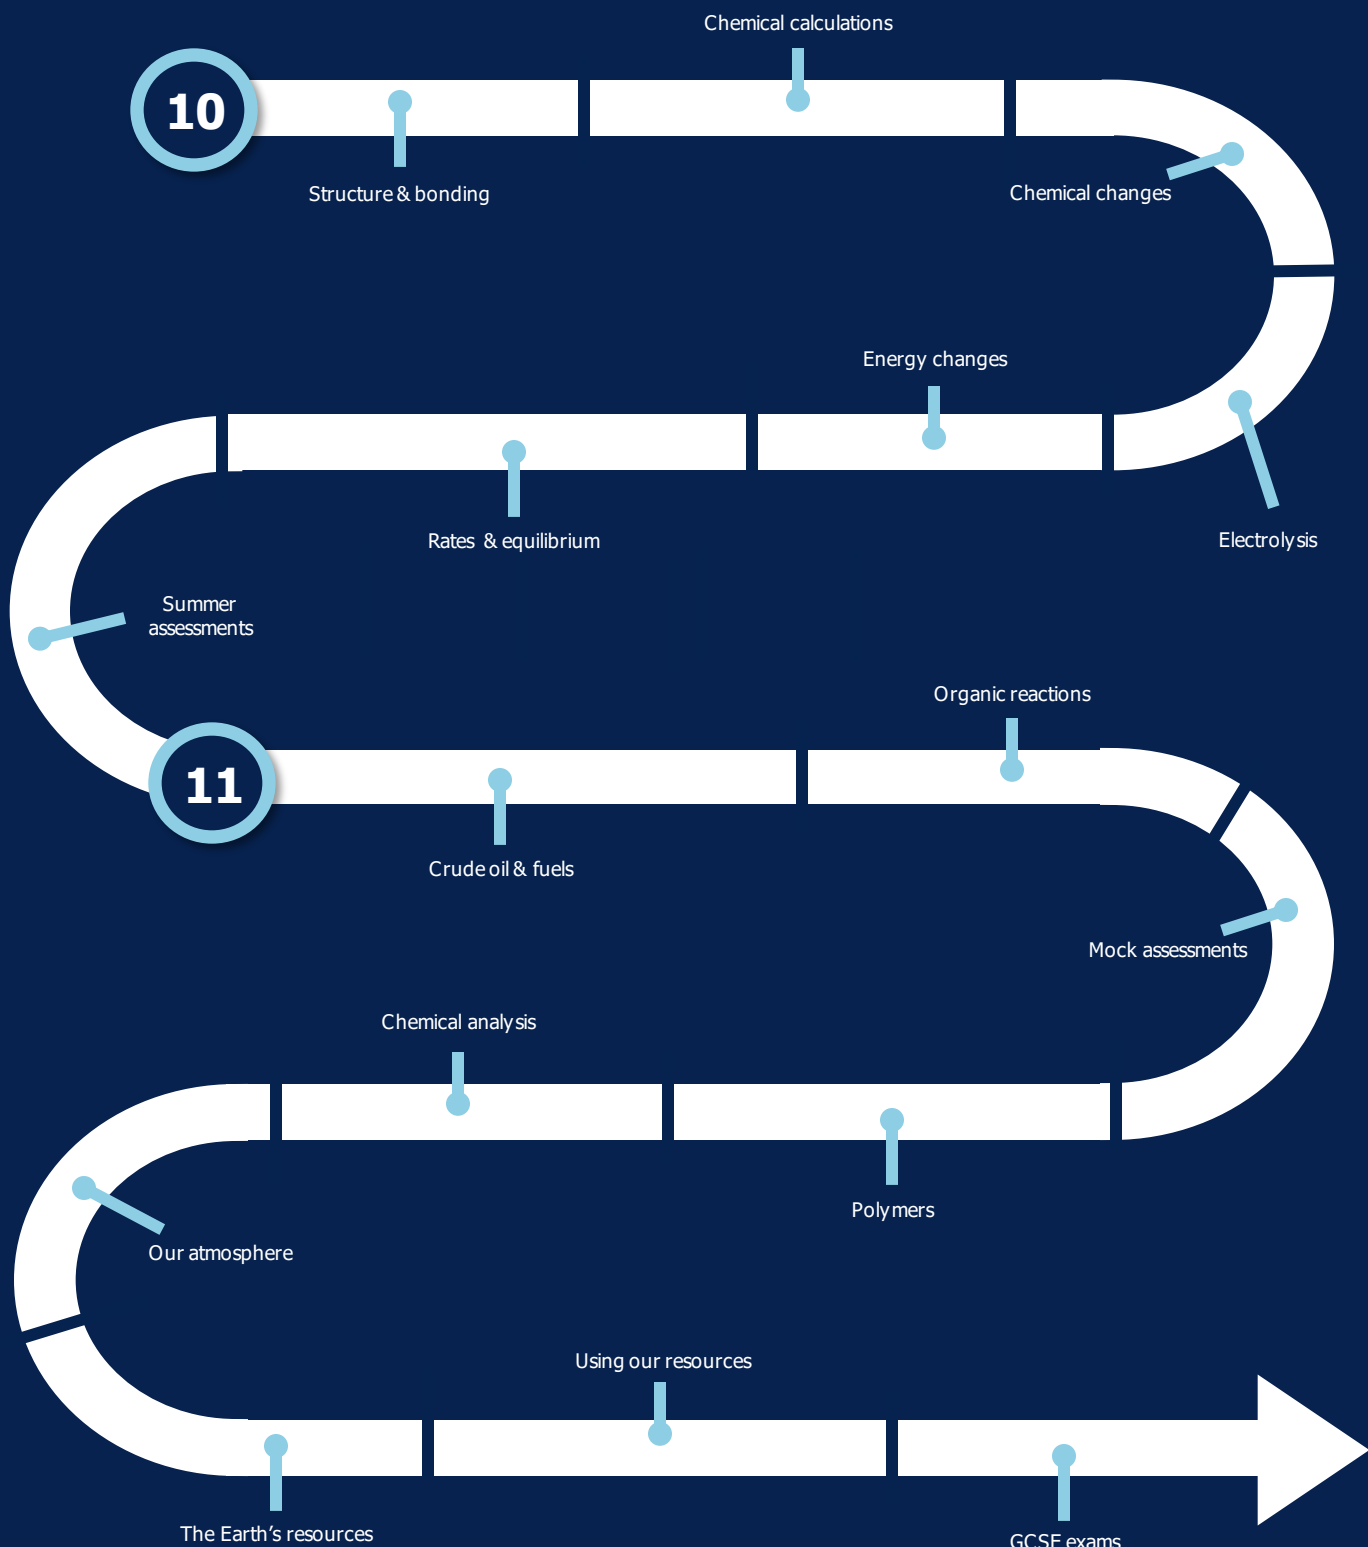 Chemical calculations
10
Structure & bonding
Chemical changes
Energy changes
Rates & equilibrium
Electrolysis
Summer
assessments
Organic reactions
11
Crude oil & fuels
Mock assessments
Chemical analysis
Polymers
Our atmosphere
Using our resources
The Earth’s resources
GCSE exams